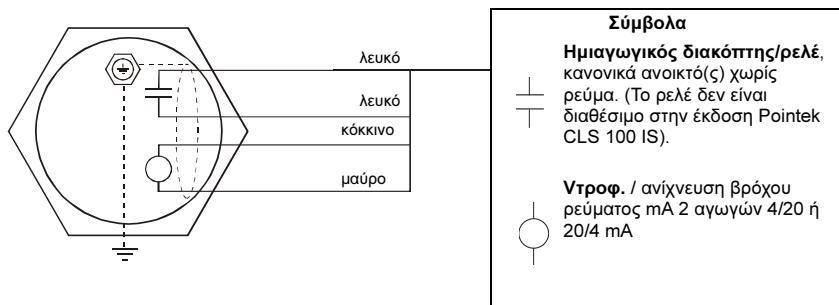 λευκό
λευκό
κόκκινο
μαύρο
Σύμβολα
Ημιαγωγικός διακόπτης/ρελέ,
κανονικά ανοικτό(ς) χωρίς
ρεύμα. (Το ρελέ δεν είναι
διαθέσιμο στην έκδοση Pointek
CLS 100 IS).
Vτροφ. / ανίχνευση βρόχου
ρεύματος mA 2 αγωγών 4/20 ή
20/4 mA